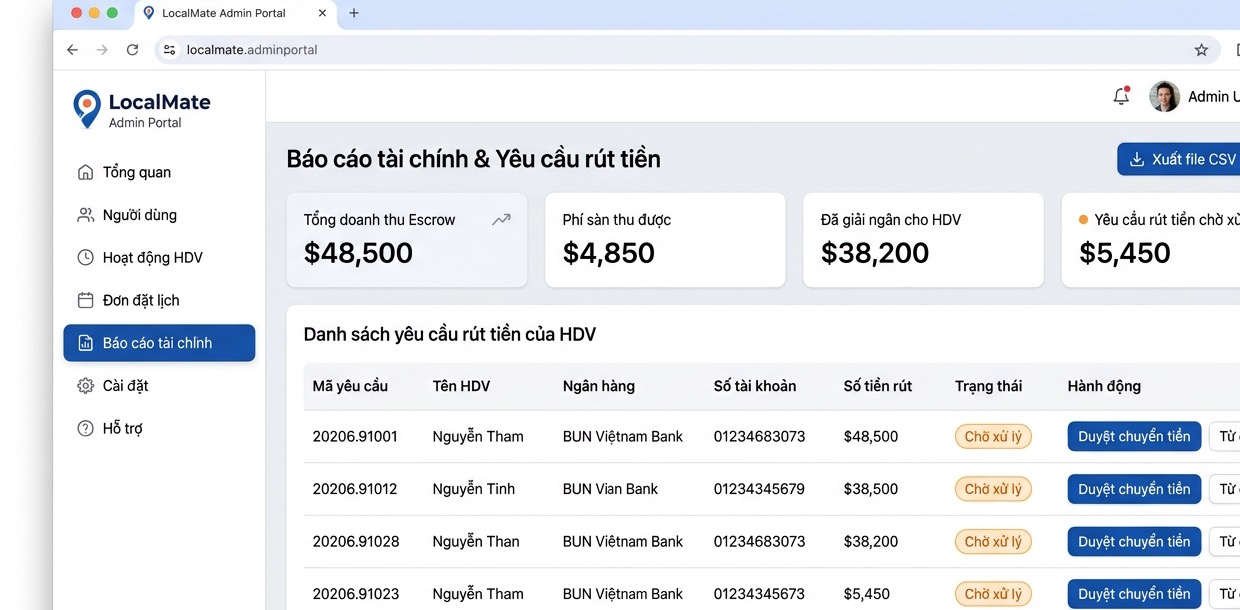 LocalMate Admin Portal
localmate.adminportal
LocalMate
Admin Portal
Admin U
Tổng quan
Người dùng
Hoạt động HDV
Đơn đặt lịch
Báo cáo tài chính
Cài đặt
Hỗ trợ
Báo cáo tài chính & Yêu cầu rút tiền
Xuất file CSV
Tổng doanh thu Escrow
$48,500
Phí sàn thu được
$4,850
Đã giải ngân cho HDV
$38,200
Yêu cầu rút tiền chờ xử
$5,450
Danh sách yêu cầu rút tiền của HDV
Mã yêu cầu Tên HDV Ngân hàng Số tài khoản Số tiền rút Trạng thái Hành động
20206.91001 Nguyễn Tham BUN Việtnam Bank 01234683073 $48,500 Chờ xử lý Duyệt chuyển tiền Từ
20206.91012 Nguyễn Tinh BUN Vian Bank 01234345679 $38,500 Chờ xử lý Duyệt chuyển tiền Từ
20206.91028 Nguyễn Than BUN Việtnam Bank 01234683073 $38,200 Chờ xử lý Duyệt chuyển tiền Từ
20206.91023 Nguyễn Tham BUN Việtnam Bank 01234345673 $5,450 Chờ xử lý Duyệt chuyển tiền Từ